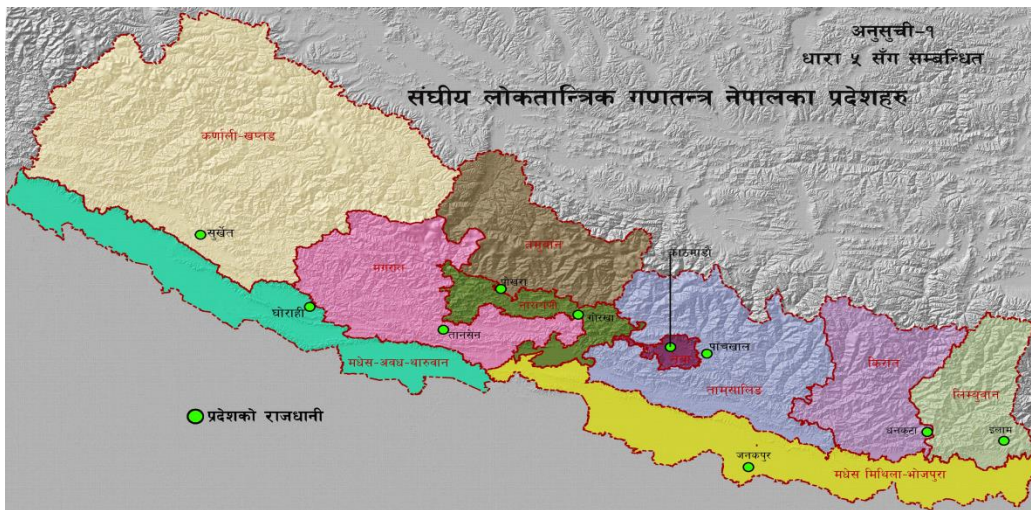 अनुसुची-१
धारा ५ सँग सम्बन्धित
संघीय लोकतान्त्रिक गणतन्त्र नेपालका प्रदेशहरु
कर्णाली-खप्तड
सुर्खेत
तमुवान
काठमाडौं
मगरात
पोखरा
नारायणी
गोरखा
घोराही
तानसेन
नेवा
पांचखाल
किरात
मधेस-अवध-थारुवान
ताम्सालिङ
लिम्बुवान
प्रदेशको राजधानी
धनकुटा
इलाम
जनकपुर
मधेस मिथिला-भोजपुरा